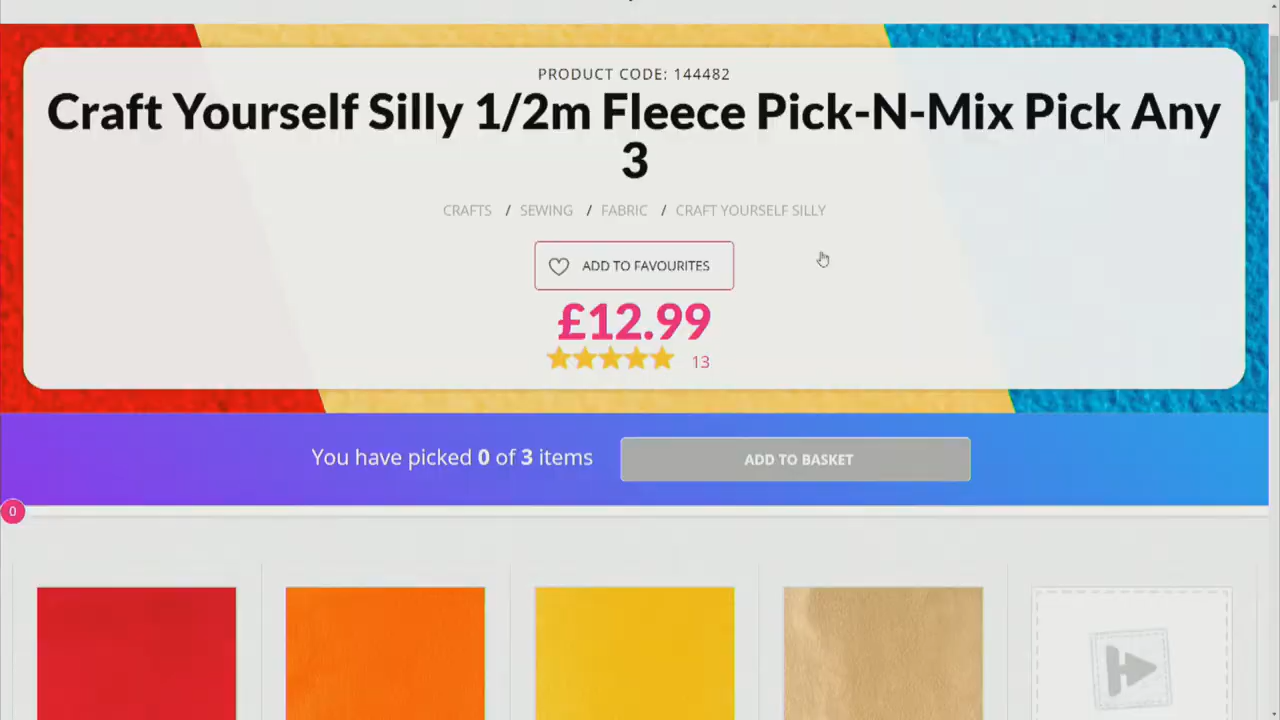 PRODUCT CODE: 144482
Craft Yourself Silly 1/2m Fleece Pick-N-Mix Pick Any
3
CRAFTS / SEWING / FABRIC / CRAFT YOURSELF SILLY
ADD TO FAVOURITES
£12.99
13
You have picked 0 of 3 items
ADD TO BASKET
0